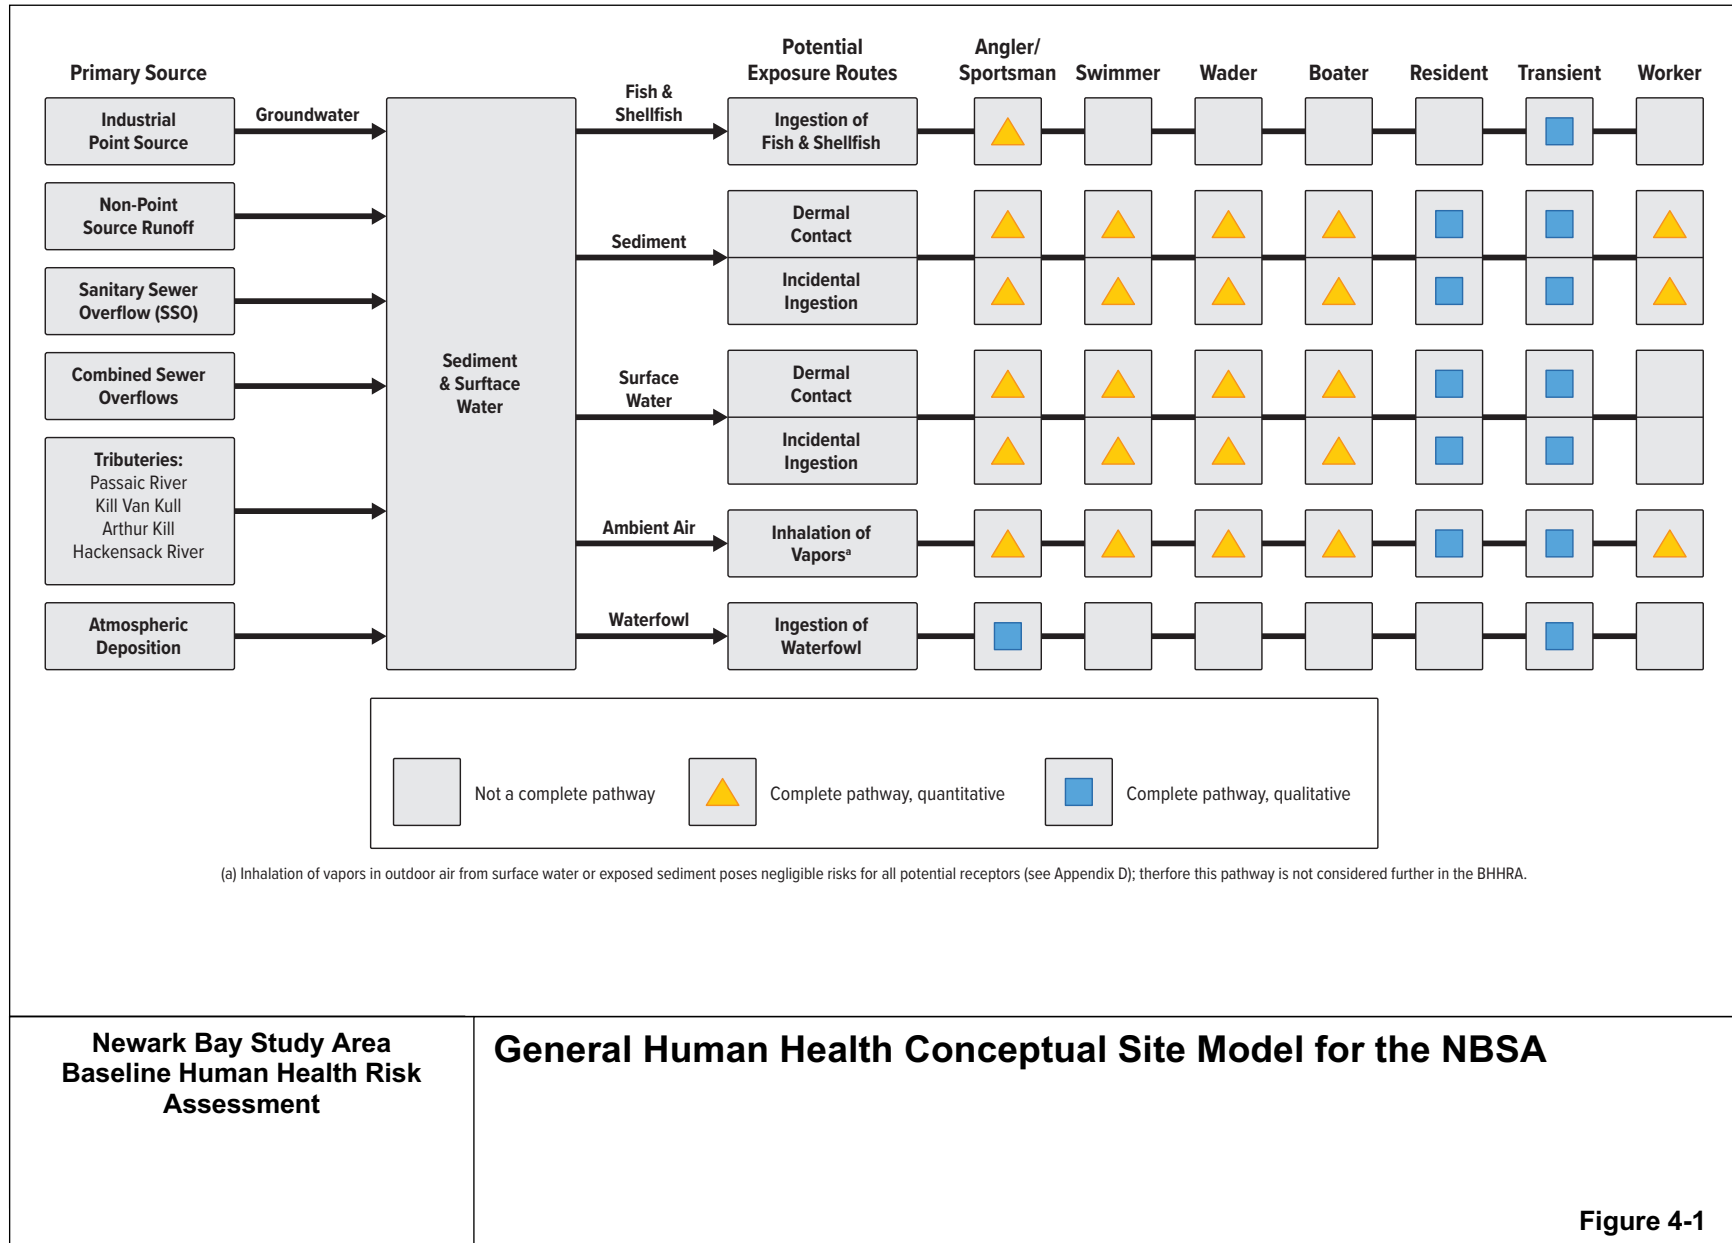 Primary Source
Potential
Exposure Routes
Angler/
Sportsman
Swimmer
Wader
Boater
Resident
Transient
Worker
Industrial
Point Source
Groundwater
Non-Point
Source Runoff
Sanitary Sewer
Overflow (SSO)
Combined Sewer
Overflows
Tributeries:
Passaic River
Kill Van Kull
Arthur Kill
Hackensack River
Atmospheric
Deposition
Sediment
& Surftace
Water
Fish &
Shellfish
Ingestion of
Fish & Shellfish
Sediment
Dermal
Contact
Incidental
Ingestion
Surface
Water
Dermal
Contact
Incidental
Ingestion
Ambient Air
Inhalation of
Vaporsᵃ
Waterfowl
Ingestion of
Waterfowl
Not a complete pathway
Complete pathway, quantitative
Complete pathway, qualitative
(a) Inhalation of vapors in outdoor air from surface water or exposed sediment poses negligible risks for all potential receptors (see Appendix D); therfore this pathway is not considered further in the BHHRA.
Newark Bay Study Area
Baseline Human Health Risk
Assessment
General Human Health Conceptual Site Model for the NBSA
Figure 4-1